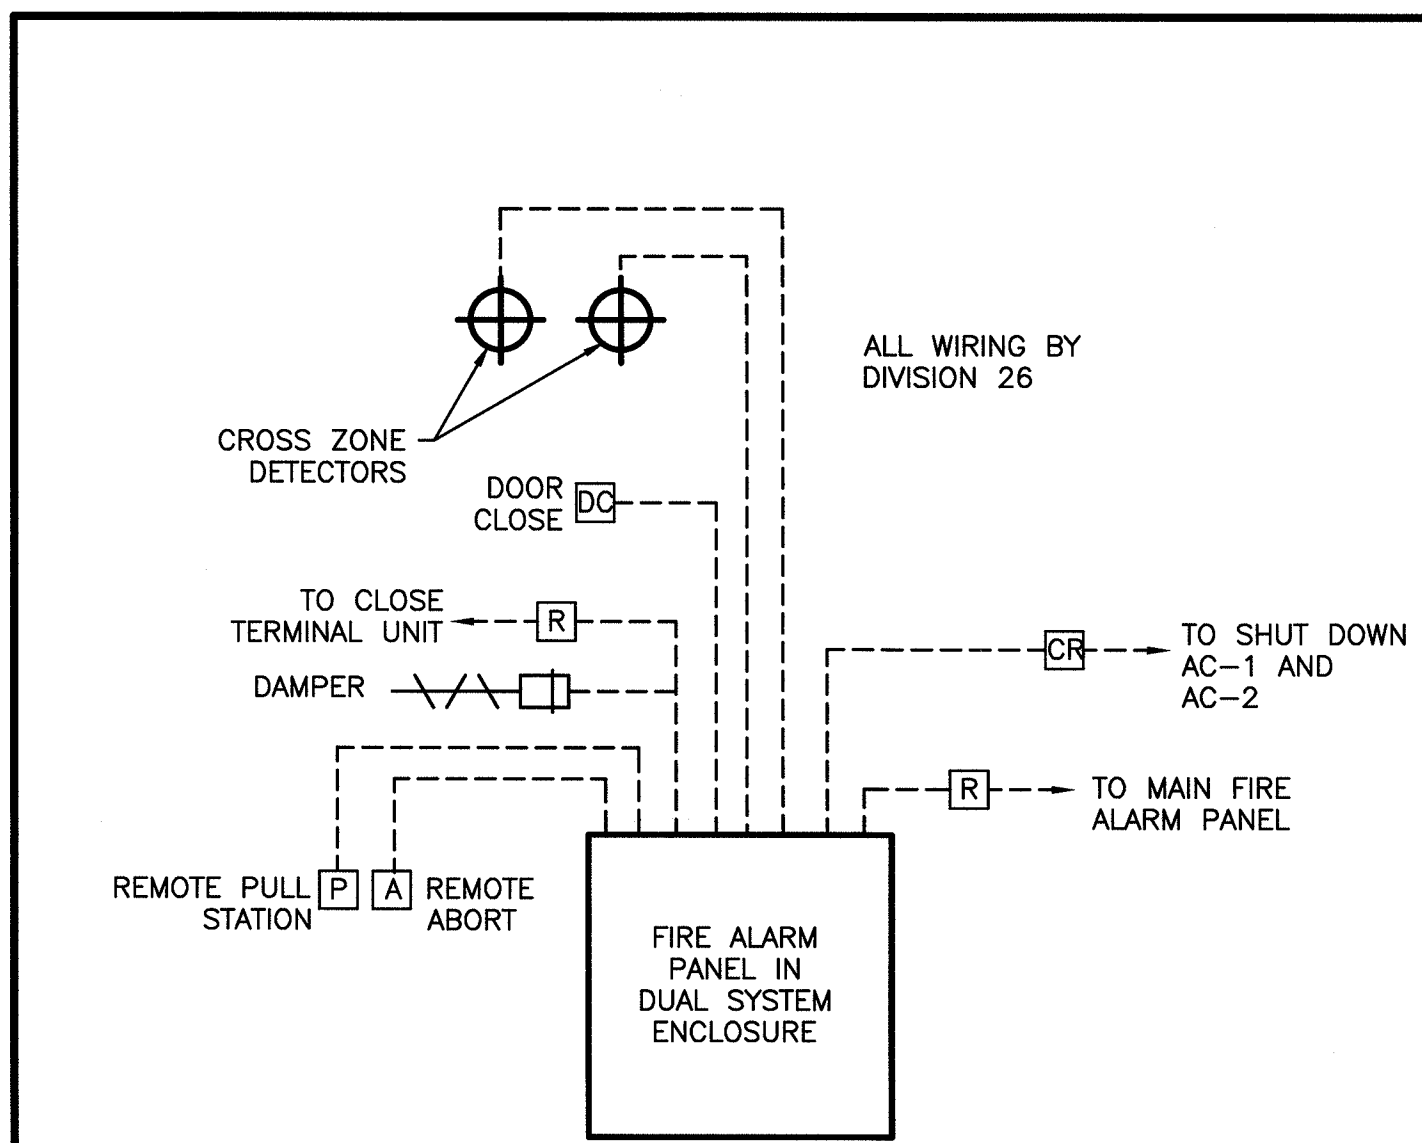 ALL WIRING BY
DIVISION 26
CROSS ZONE
DETECTORS
DOOR
CLOSE
DC
TO CLOSE
TERMINAL UNIT
R
CR
TO SHUT DOWN
AC-1 AND
AC-2
DAMPER
R
TO MAIN FIRE
ALARM PANEL
REMOTE PULL
STATION
P
A
REMOTE
ABORT
FIRE ALARM
PANEL IN
DUAL SYSTEM
ENCLOSURE